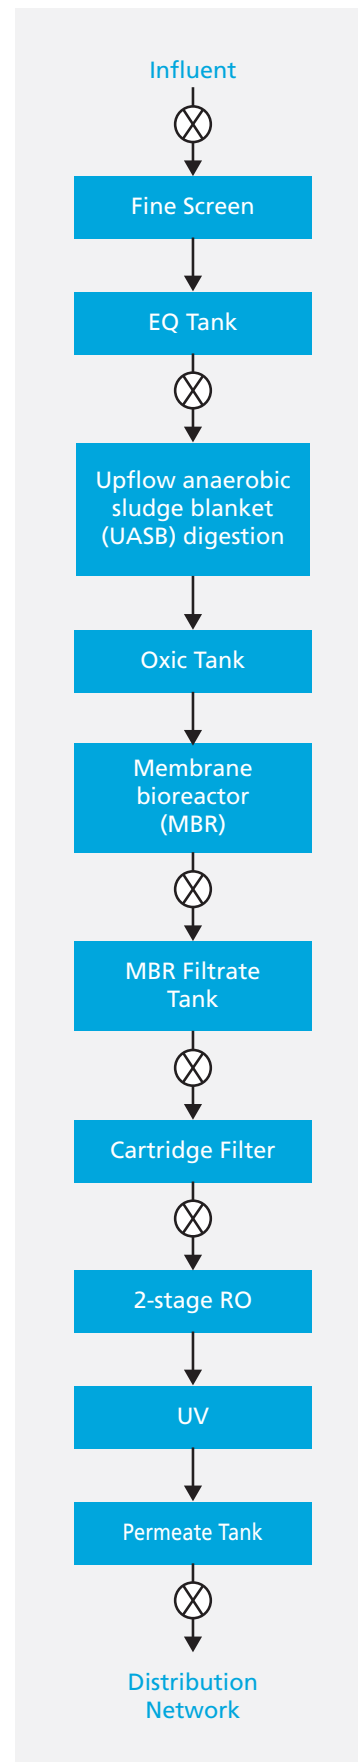 Influent
Fine Screen
EQ Tank
Upflow anaerobic
sludge blanket
(UASB) digestion
Oxic Tank
Membrane
bioreactor
(MBR)
MBR Filtrate
Tank
Cartridge Filter
2-stage RO
UV
Permeate Tank
Distribution
Network